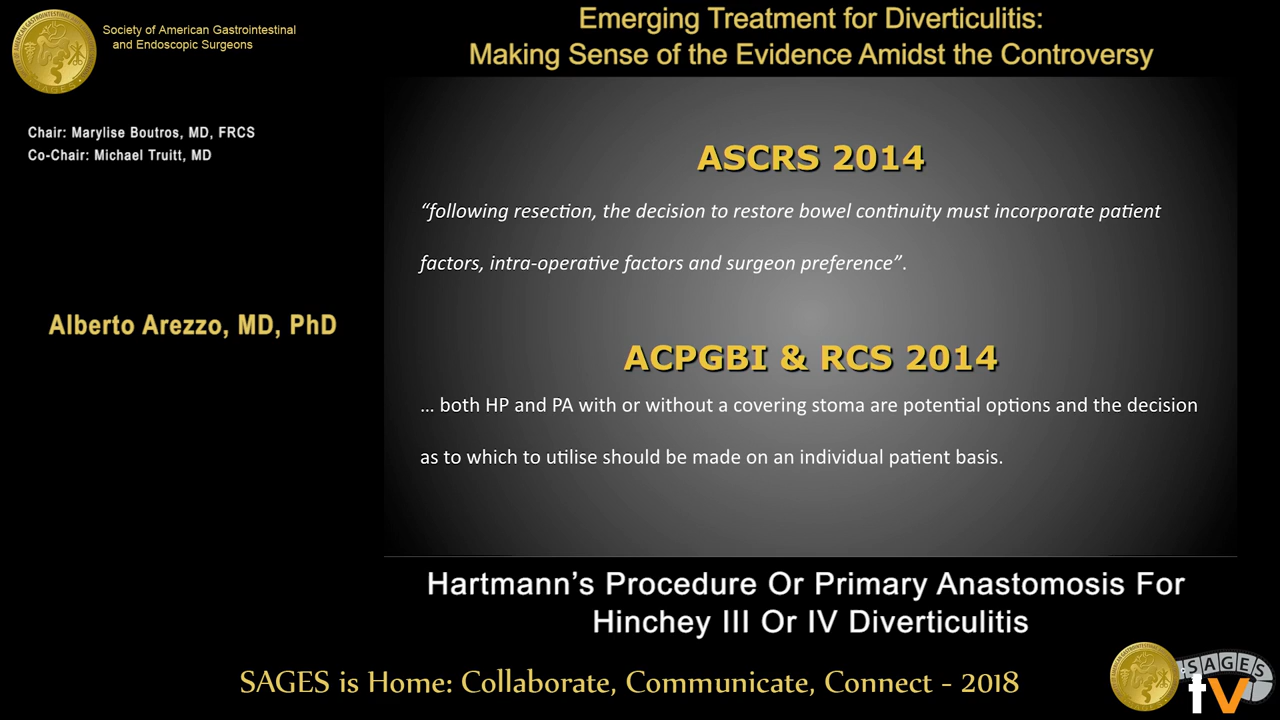 Society of American Gastrointestinal
and Endoscopic Surgeons
Emerging Treatment for Diverticulitis:
Making Sense of the Evidence Amidst the Controversy
Chair: Marylise Boutros, MD, FRCS
Co-Chair: Michael Truitt, MD
Alberto Arezzo, MD, PhD
ASCRS 2014
“following resection, the decision to restore bowel continuity must incorporate patient
factors, intra-operative factors and surgeon preference”.
ACPGBI & RCS 2014
... both HP and PA with or without a covering stoma are potential options and the decision
as to which to utilise should be made on an individual patient basis.
Hartmann’s Procedure Or Primary Anastomosis For
Hinchey III Or IV Diverticulitis
SAGES is Home: Collaborate, Communicate, Connect - 2018
SAGES
tv